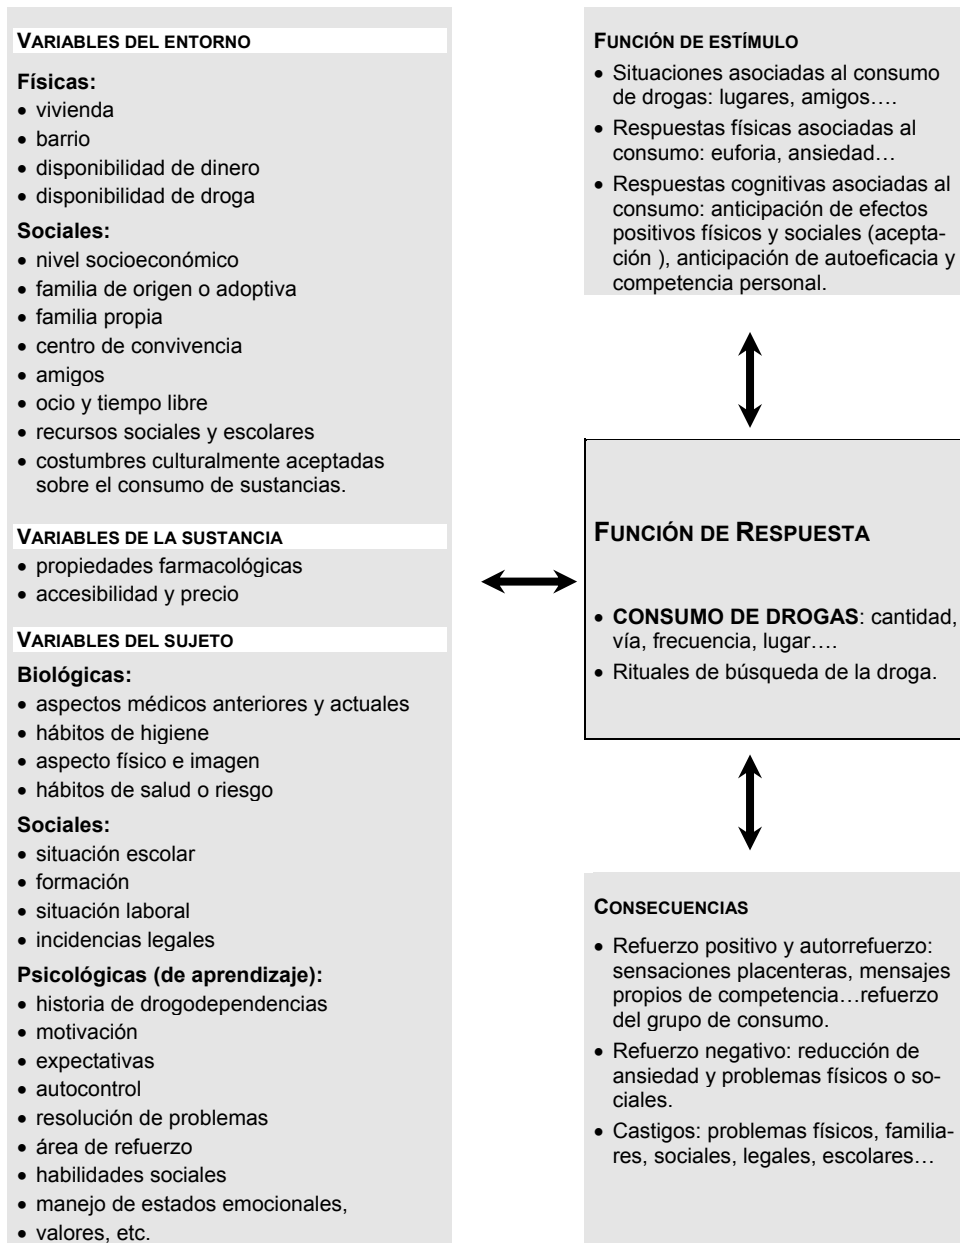 VARIABLES DEL ENTORNO
Físicas:
• vivienda
• barrio
• disponibilidad de dinero
• disponibilidad de droga
Sociales:
• nivel socioeconómico
• familia de origen o adoptiva
• familia propia
• centro de convivencia
• amigos
• ocio y tiempo libre
• recursos sociales y escolares
• costumbres culturalmente aceptadas
sobre el consumo de sustancias.
VARIABLES DE LA SUSTANCIA
• propiedades farmacológicas
• accesibilidad y precio
VARIABLES DEL SUJETO
Biológicas:
• aspectos médicos anteriores y actuales
• hábitos de higiene
• aspecto físico e imagen
• hábitos de salud o riesgo
Sociales:
• situación escolar
• formación
• situación laboral
• incidencias legales
Psicológicas (de aprendizaje):
• historia de drogodependencias
• motivación
• expectativas
• autocontrol
• resolución de problemas
• área de refuerzo
• habilidades sociales
• manejo de estados emocionales,
• valores, etc.
FUNCIÓN DE ESTÍMULO
• Situaciones asociadas al consumo
de drogas: lugares, amigos….
• Respuestas físicas asociadas al
consumo: euforia, ansiedad…
• Respuestas cognitivas asociadas al
consumo: anticipación de efectos
positivos físicos y sociales (acepta-
ción ), anticipación de autoeficacia y
competencia personal.
FUNCIÓN DE RESPUESTA
• CONSUMO DE DROGAS: cantidad,
vía, frecuencia, lugar….
• Rituales de búsqueda de la droga.
CONSECUENCIAS
• Refuerzo positivo y autorrefuerzo:
sensaciones placenteras, mensajes
propios de competencia…refuerzo
del grupo de consumo.
• Refuerzo negativo: reducción de
ansiedad y problemas físicos o so-
ciales.
• Castigos: problemas físicos, familia-
res, sociales, legales, escolares…